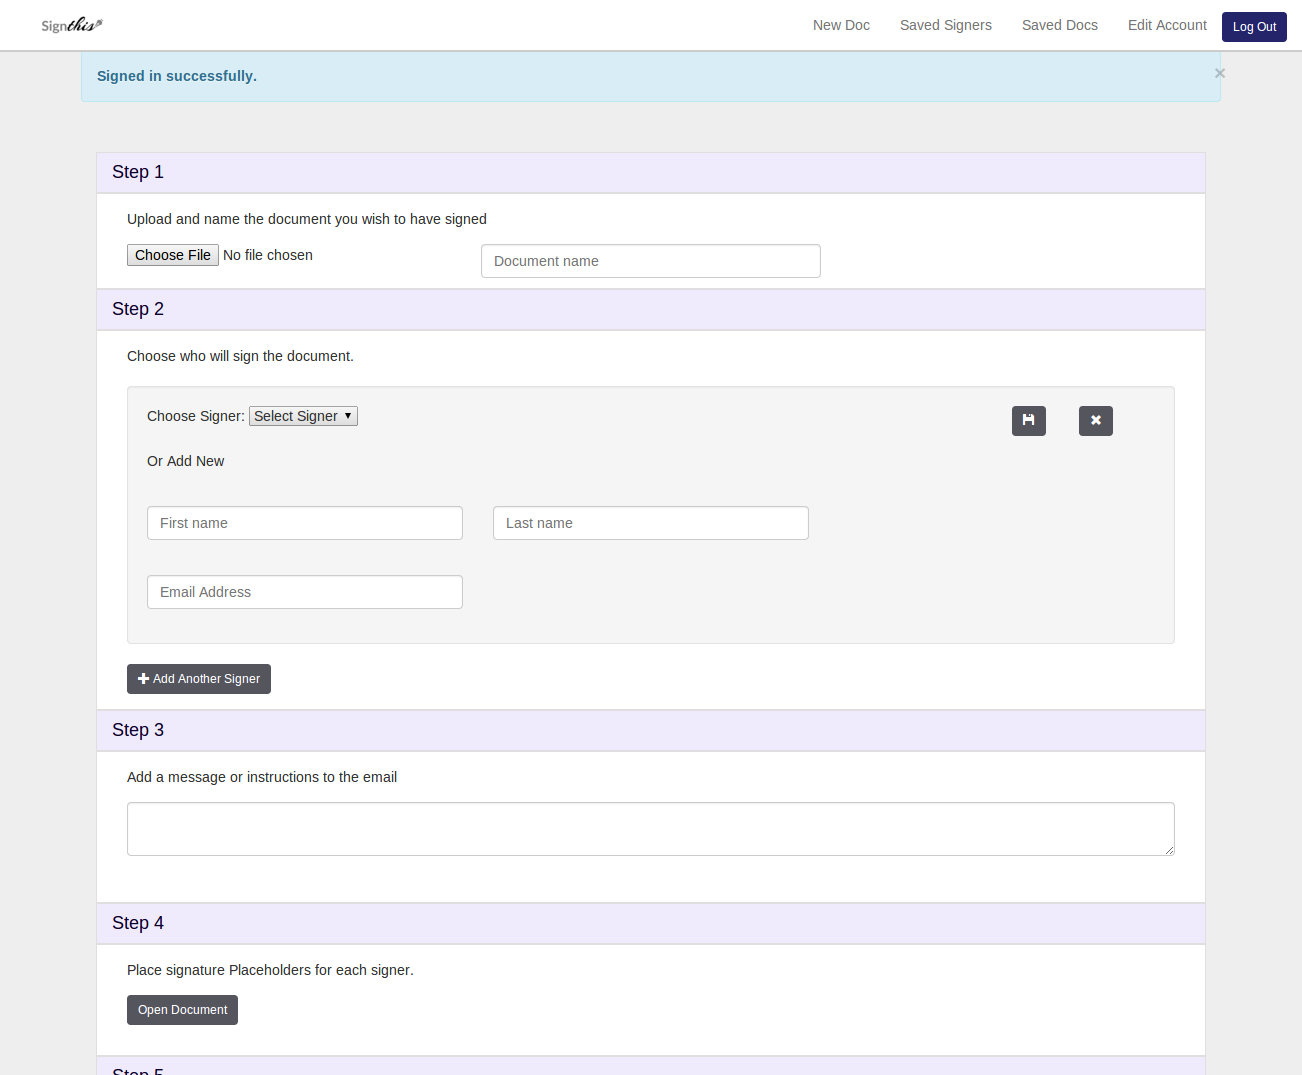 Signthis
New Doc Saved Signers Saved Docs Edit Account Log Out
Signed in successfully. ×
Step 1
Upload and name the document you wish to have signed
Choose File No file chosen Document name
Step 2
Choose who will sign the document.
Choose Signer: Select Signer
Or Add New
First name Last name
Email Address
Add Another Signer
Step 3
Add a message or instructions to the email
Step 4
Place signature Placeholders for each signer.
Open Document
Step 5